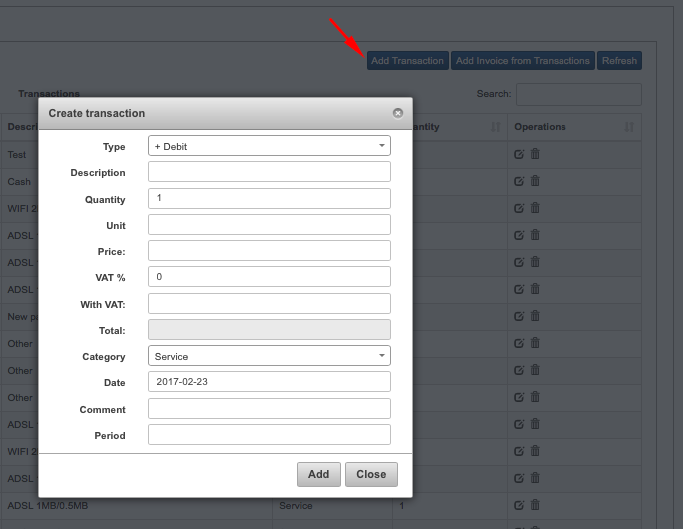 Add Transaction Add Invoice from Transactions Refresh
Transactions Search:
Create transaction
Operations
Type + Debit
Test
Description
Cash
Quantity 1
WIFI 2
Unit
ADSL
Price:
ADSL
VAT % 0
ADSL
With VAT:
New p
Total:
Other
Category Service
Other
Date 2017-02-23
Other
Comment
ADSL
Period
WIFI 2
Add Close
ADSL
ADSL 1MB/0.5MB Service 1